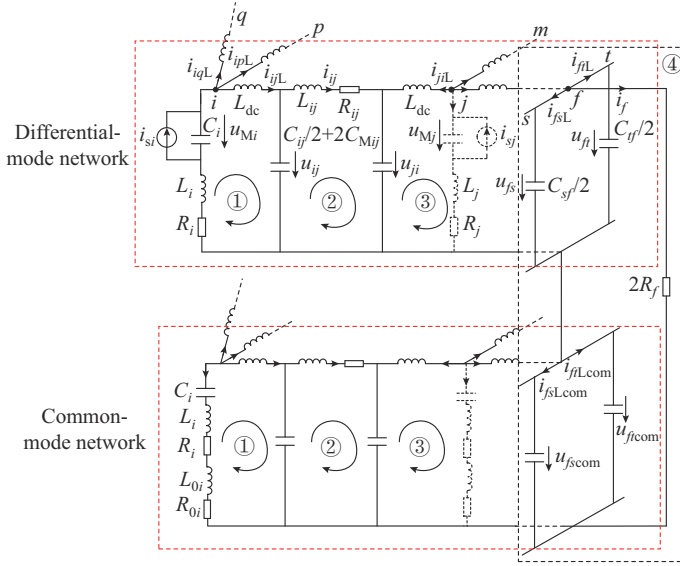 q
p
m
④
i_{iqL}
i_{ipL}
i_{ijL}
i_{ij}
i_{jiL}
i_{ftL}
t
i
L_{dc}
L_{ij}
R_{ij}
L_{dc}
j
s
i_{fsL}
f
i_f
Differential-
mode network
i_{si}
C_i
u_{Mi}
C_{ij}/2+2C_{Mij}
u_{Mj}
i_{sj}
u_{ft}
C_{tf}/2
u_{ij}
u_{ji}
L_i
①
②
③
L_j
u_{fs}
C_{sf}/2
R_i
R_j
2R_f
Common-
mode network
C_i
L_i
R_i
L_{0i}
R_{0i}
①
②
③
i_{fsLcom}
i_{ftLcom}
u_{fscom}
u_{ftcom}